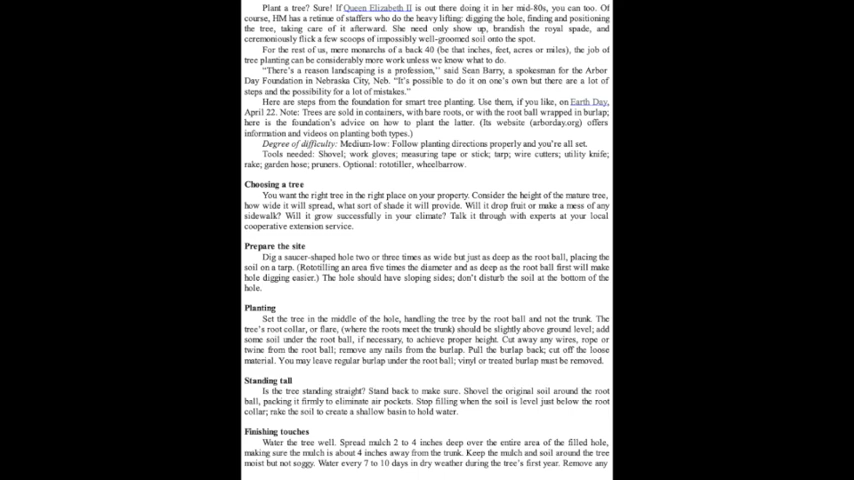 Plant a tree? Sure! If Queen Elizabeth II is out there doing it in her mid-80s, you can too. Of
course, HM has a retinue of staffers who do the heavy lifting: digging the hole, finding and positioning
the tree, taking care of it afterward. She need only show up, brandish the royal spade, and
ceremoniously flick a few scoops of impossibly well-groomed soil onto the spot.
For the rest of us, mere monarchs of a back 40 (be that inches, feet, acres or miles), the job of
tree planting can be considerably more work unless we know what to do.
"There's a reason landscaping is a profession," said Sean Barry, a spokesman for the Arbor
Day Foundation in Nebraska City, Neb. "It's possible to do it on one's own but there are a lot of
steps and the possibility for a lot of mistakes."
Here are steps from the foundation for smart tree planting. Use them, if you like, on Earth Day,
April 22. Note: Trees are sold in containers, with bare roots, or with the root ball wrapped in burlap;
here is the foundation's advice on how to plant the latter. (Its website (arborday.org) offers
information and videos on planting both types.)
Degree of difficulty: Medium-low: Follow planting directions properly and you're all set.
Tools needed: Shovel; work gloves; measuring tape or stick; tarp; wire cutters; utility knife;
rake; garden hose; pruners. Optional: rototiller, wheelbarrow.
Choosing a tree
You want the right tree in the right place on your property. Consider the height of the mature tree,
how wide it will spread, what sort of shade it will provide. Will it drop fruit or make a mess of any
sidewalk? Will it grow successfully in your climate? Talk it through with experts at your local
cooperative extension service.
Prepare the site
Dig a saucer-shaped hole two or three times as wide but just as deep as the root ball, placing the
soil on a tarp. (Rototilling an area five times the diameter and as deep as the root ball first will make
hole digging easier.) The hole should have sloping sides; don't disturb the soil at the bottom of the
hole.
Planting
Set the tree in the middle of the hole, handling the tree by the root ball and not the trunk. The
tree's root collar, or flare, (where the roots meet the trunk) should be slightly above ground level; add
some soil under the root ball, if necessary, to achieve proper height. Cut away any wires, rope or
twine from the root ball; remove any nails from the burlap. Pull the burlap back; cut off the loose
material. You may leave regular burlap under the root ball; vinyl or treated burlap must be removed.
Standing tall
Is the tree standing straight? Stand back to make sure. Shovel the original soil around the root
ball, packing it firmly to eliminate air pockets. Stop filling when the soil is level just below the root
collar; rake the soil to create a shallow basin to hold water.
Finishing touches
Water the tree well. Spread mulch 2 to 4 inches deep over the entire area of the filled hole,
making sure the mulch is about 4 inches away from the trunk. Keep the mulch and soil around the tree
moist but not soggy. Water every 7 to 10 days in dry weather during the tree's first year. Remove any